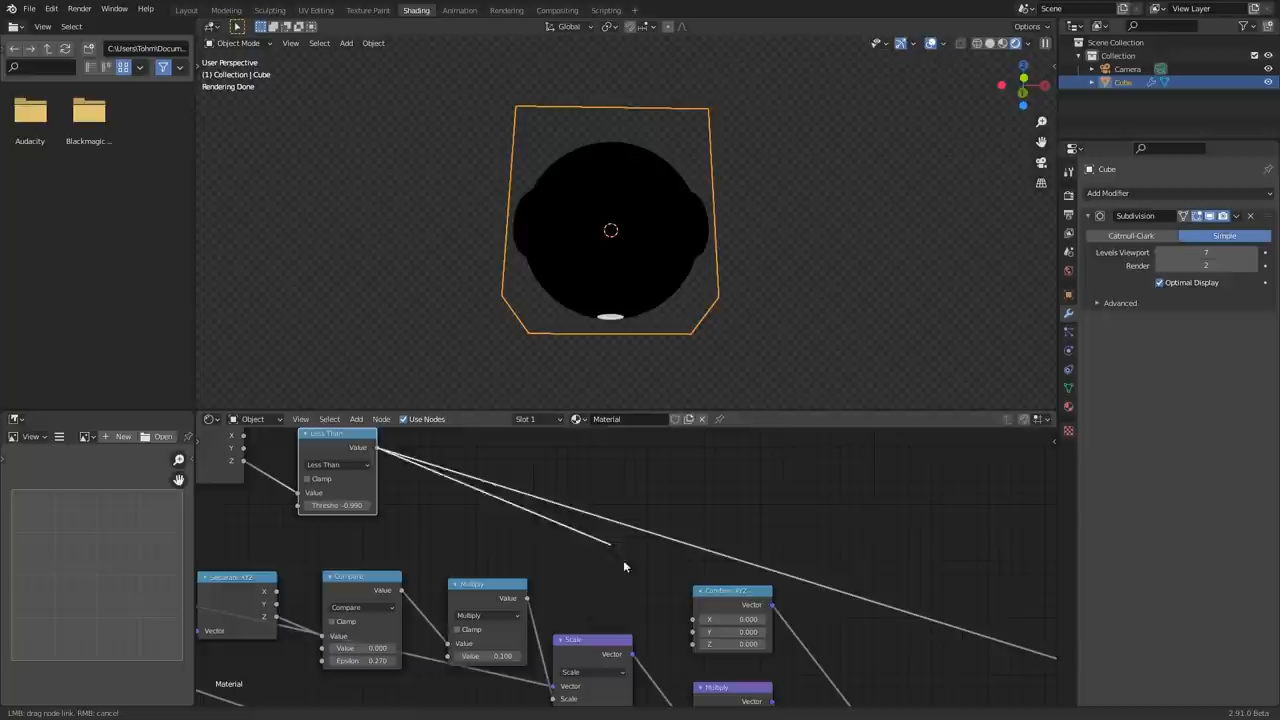 File Edit Render Window Help
Layout Modeling Sculpting UV Editing Texture Paint Shading Animation Rendering Compositing Scripting
Scene View Layer
View Select
Global
Options
Object Mode View Select Add Object
C:\Users\Tohm\Docum...
Audacity Blackmagic ...
User Perspective
(1) Collection | Cube
Rendering Done
Scene Collection
Collection
Camera
Cube
Cube
Add Modifier
Subdivision
Catmull-Clark Simple
Levels Viewport 7
Render 2
Optimal Display
Advanced
Object View Select Add Node Use Nodes Slot 1 Material
View New Open
X
Y
Z
Less Than
Value
Less Than
Clamp
Value
Thresho -0.990
Separate XYZ
X
Y
Z
Vector
Compare
Value
Compare
Clamp
Value
Value 0.000
Epsilon 0.270
Multiply
Value
Multiply
Clamp
Value
Value 0.100
Scale
Vector
Scale
Vector
Scale
Combine XYZ
Vector
X 0.000
Y 0.000
Z 0.000
Multiply
Vector
Material
LMB: drag node link, RMB: cancel
2.91.0 Beta